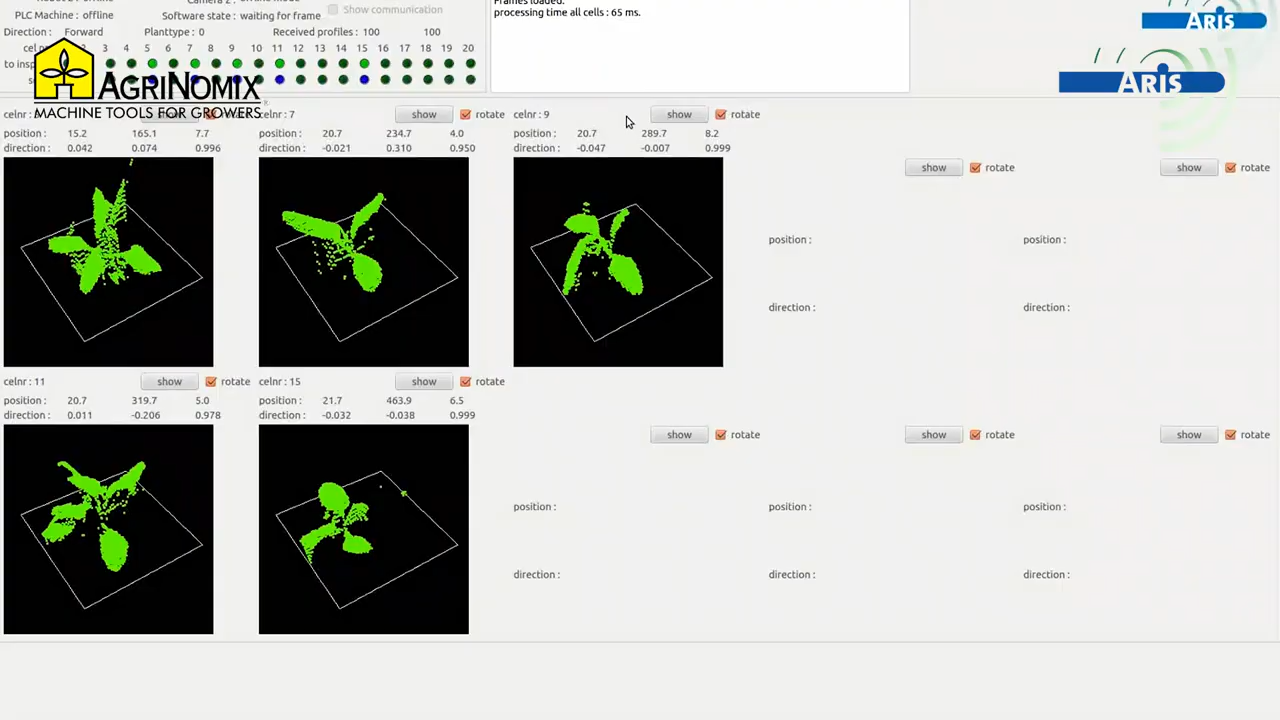 Frames loaded.
processing time all cells : 65 ms.
Show communication
PLC Machine : offline
Software state : waiting for frame
Direction : Forward
Planttype : 0
Received profiles : 100
100
3 4 5 6 7 8 9 10 11 12 13 14 15 16 17 18 19 20
to insp
ARIS
ARIS
AGRINOMIX
MACHINE TOOLS FOR GROWERS
celnr :
rotate
position : 15.2 165.1 7.7
direction : 0.042 0.074 0.996
celnr : 7
show
rotate
position : 20.7 234.7 4.0
direction : -0.021 0.310 0.950
celnr : 9
show
rotate
position : 20.7 289.7 8.2
direction : -0.047 -0.007 0.999
show
rotate
position :
direction :
show
rotate
position :
direction :
celnr : 11
show
rotate
position : 20.7 319.7 5.0
direction : 0.011 -0.206 0.978
celnr : 15
show
rotate
position : 21.7 463.9 6.5
direction : -0.032 -0.038 0.999
show
rotate
position :
direction :
show
rotate
position :
direction :
show
rotate
position :
direction :